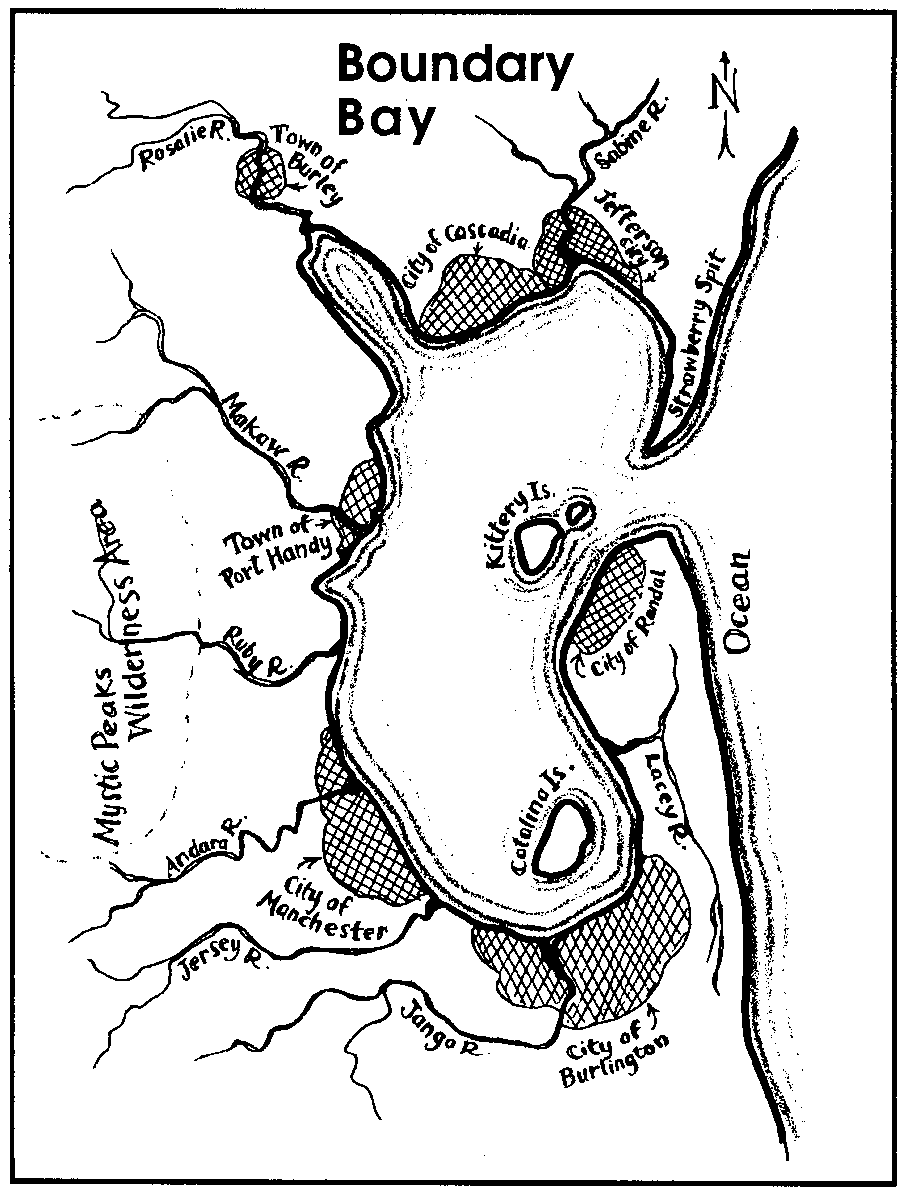 Boundary
Bay
N
Rosalie R.
Town of
Burley
Sabine R.
Jefferson
City
City of Cascadia
Strawberry Spit
Makaw R.
Kittery Is.
Town of
Port Handy
Mystic Peaks
Wilderness Area
Ruby R.
City of Randal
Ocean
Lacey R.
Catalina Is.
Andara R.
City of
Manchester
Jersey R.
Janga R.
City of
Burlington